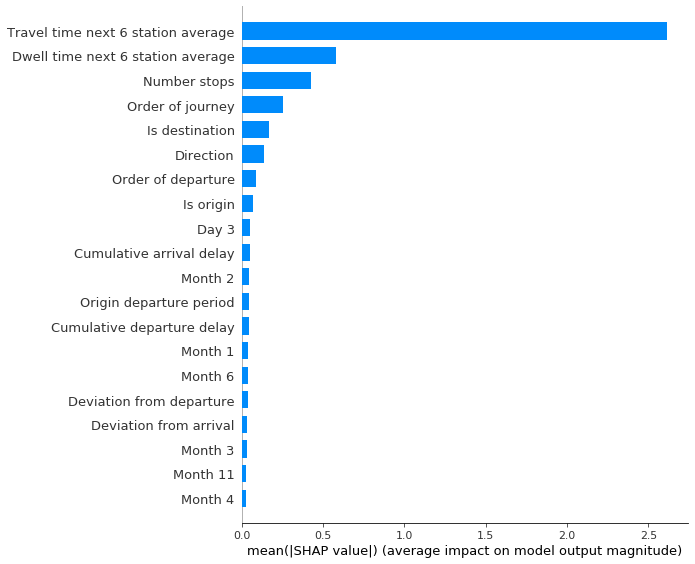 Travel time next 6 station average
Dwell time next 6 station average
Number stops
Order of journey
Is destination
Direction
Order of departure
Is origin
Day 3
Cumulative arrival delay
Month 2
Origin departure period
Cumulative departure delay
Month 1
Month 6
Deviation from departure
Deviation from arrival
Month 3
Month 11
Month 4
0.0 0.5 1.0 1.5 2.0 2.5
mean(|SHAP value|) (average impact on model output magnitude)